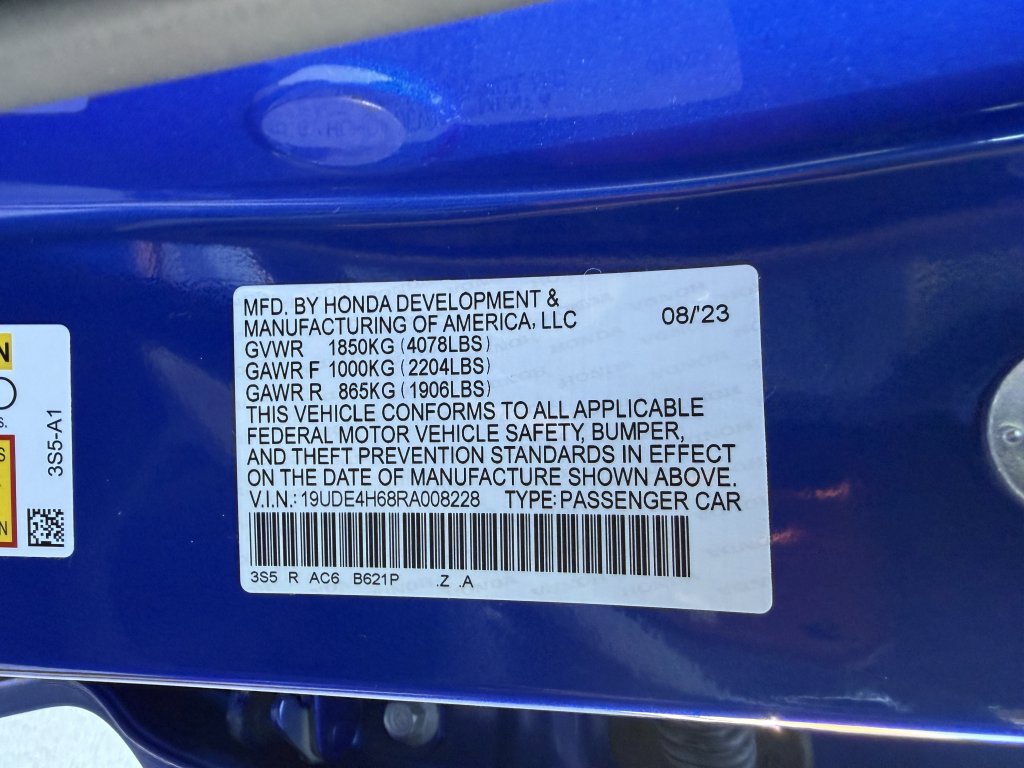 MFD. BY HONDA DEVELOPMENT &
MANUFACTURING OF AMERICA, LLC 08/'23
GVWR 1850KG (4078LBS)
GAWR F 1000KG (2204LBS)
GAWR R 865KG (1906LBS)
THIS VEHICLE CONFORMS TO ALL APPLICABLE
FEDERAL MOTOR VEHICLE SAFETY, BUMPER,
AND THEFT PREVENTION STANDARDS IN EFFECT
ON THE DATE OF MANUFACTURE SHOWN ABOVE.
V.I.N.: 19UDE4H68RA008228 TYPE: PASSENGER CAR
3S5 R AC6 B621P .Z .A
3S5-A1